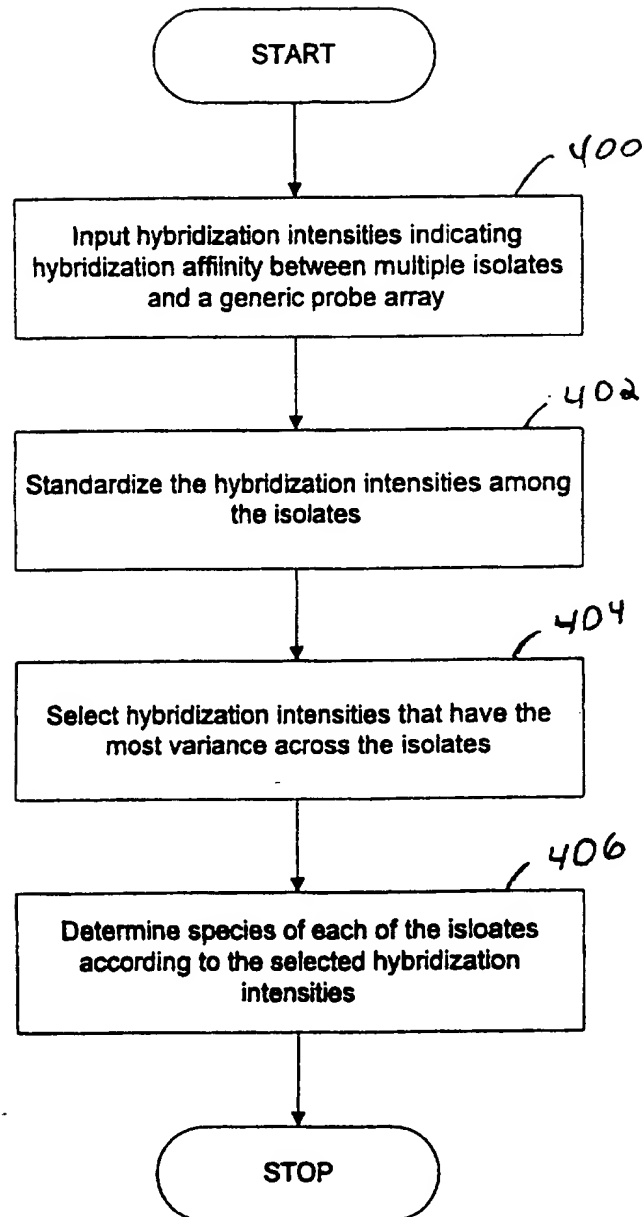 START
400
Input hybridization intensities indicating
hybridization affiinity between multiple isolates
and a generic probe array
402
Standardize the hybridization intensities among
the isolates
404
Select hybridization intensities that have the
most variance across the isolates
406
Determine species of each of the isloates
according to the selected hybridization
intensities
STOP